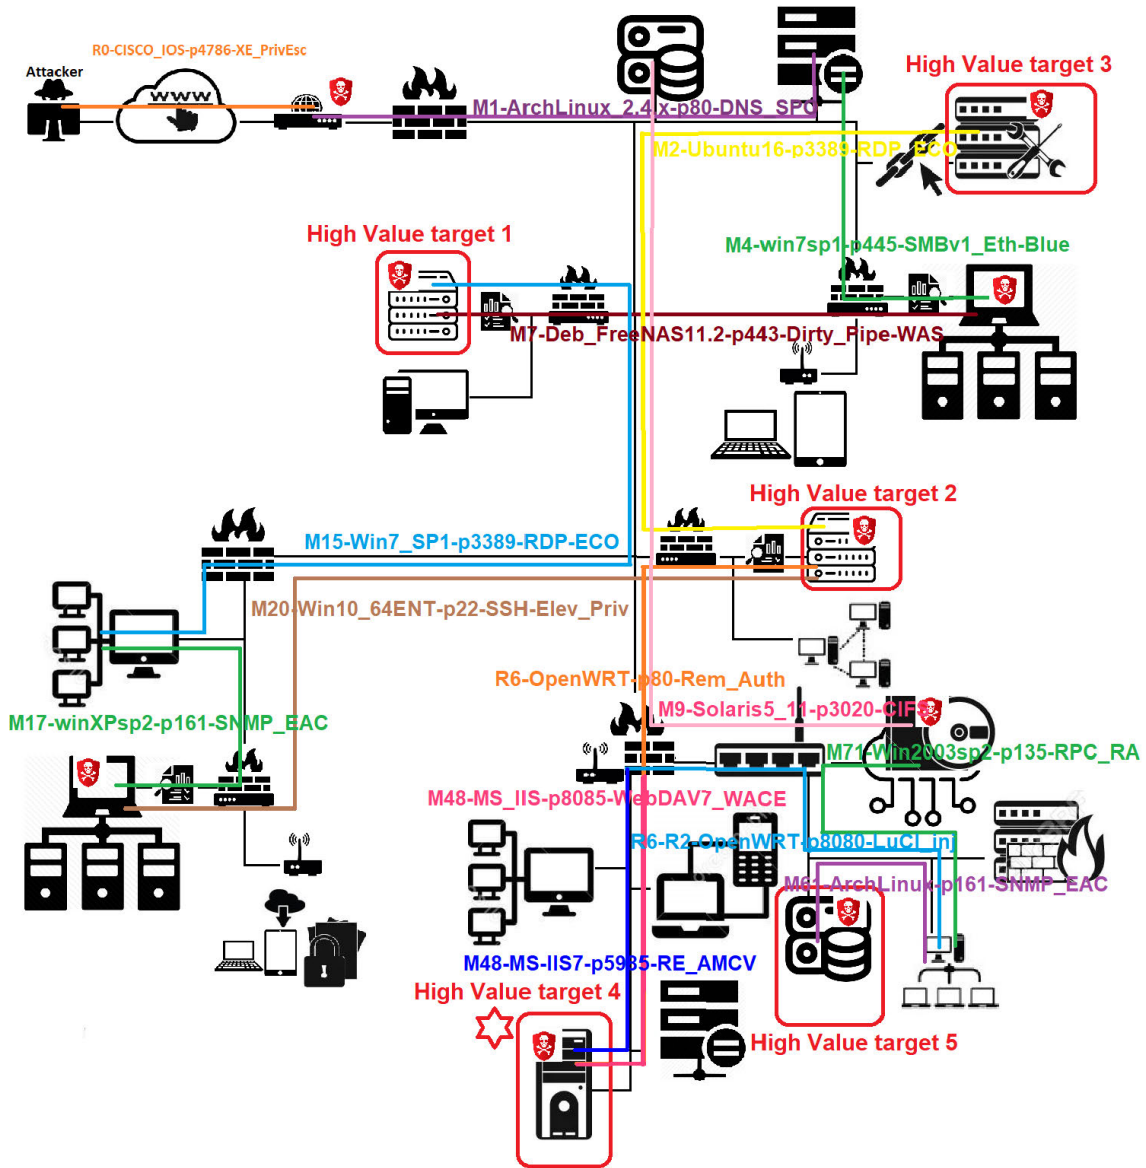 R0-CISCO_IOS-p4786-XE_PrivEsc
Attacker
WWW
High Value target 3
M1-ArchLinux_2.4.x-p80-DNS_SPO
M2-Ubuntu16-p3389-RDP_ECO
High Value target 1
M4-win7sp1-p445-SMBv1_Eth-Blue
M7-Deb_FreeNAS11.2-p443-Dirty_Pipe-WAS
High Value target 2
M15-Win7_SP1-p3389-RDP-ECO
M20-Win10_64ENT-p22-SSH-Elev_Priv
R6-OpenWRT-p80-Rem_Auth
M9-Solaris5_11-p3020-CIFS
M17-winXPsp2-p161-SNMP_EAC
M71-Win2003sp2-p135-RPC_RA
M48-MS_IIS-p8085-WebDAV7_WACE
R6-R2-OpenWRT-p8080-LuCI_inj
M61-ArchLinux-p161-SNMP_EAC
M48-MS-IIS7-p5985-RE_AMCV
High Value target 4
High Value target 5